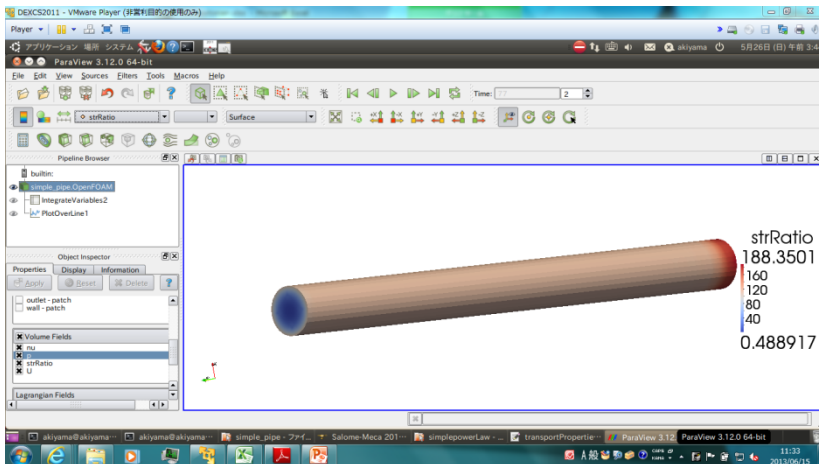 DEXCS2011 - VMware Player (非営利目的の使用のみ)
Player
アプリケーション 場所 システム
akiyama
5月26日 (日) 午前 3:4
ParaView 3.12.0 64-bit
File Edit View Sources Filters Tools Macros Help
Time: 77
2
strRatio
Surface
Pipeline Browser
builtin:
simple_pipe.OpenFOAM
IntegrateVariables2
PlotOverLine1
Object Inspector
Properties Display Information
Apply Reset Delete ?
outlet - patch
wall - patch
Volume Fields
nu
p
strRatio
U
Lagrangian Fields
strRatio
188.3501
160
120
80
40
0.488917
akiyama@akiyama
akiyama@akiyama
simple_pipe - ファイ...
Salome-Meca 201
simplepowerLaw - ...
transportPropertie
ParaView 3.12
ParaView 3.12.0 64-bit
A 般
CAPS
KANA
11:33
2013/06/15